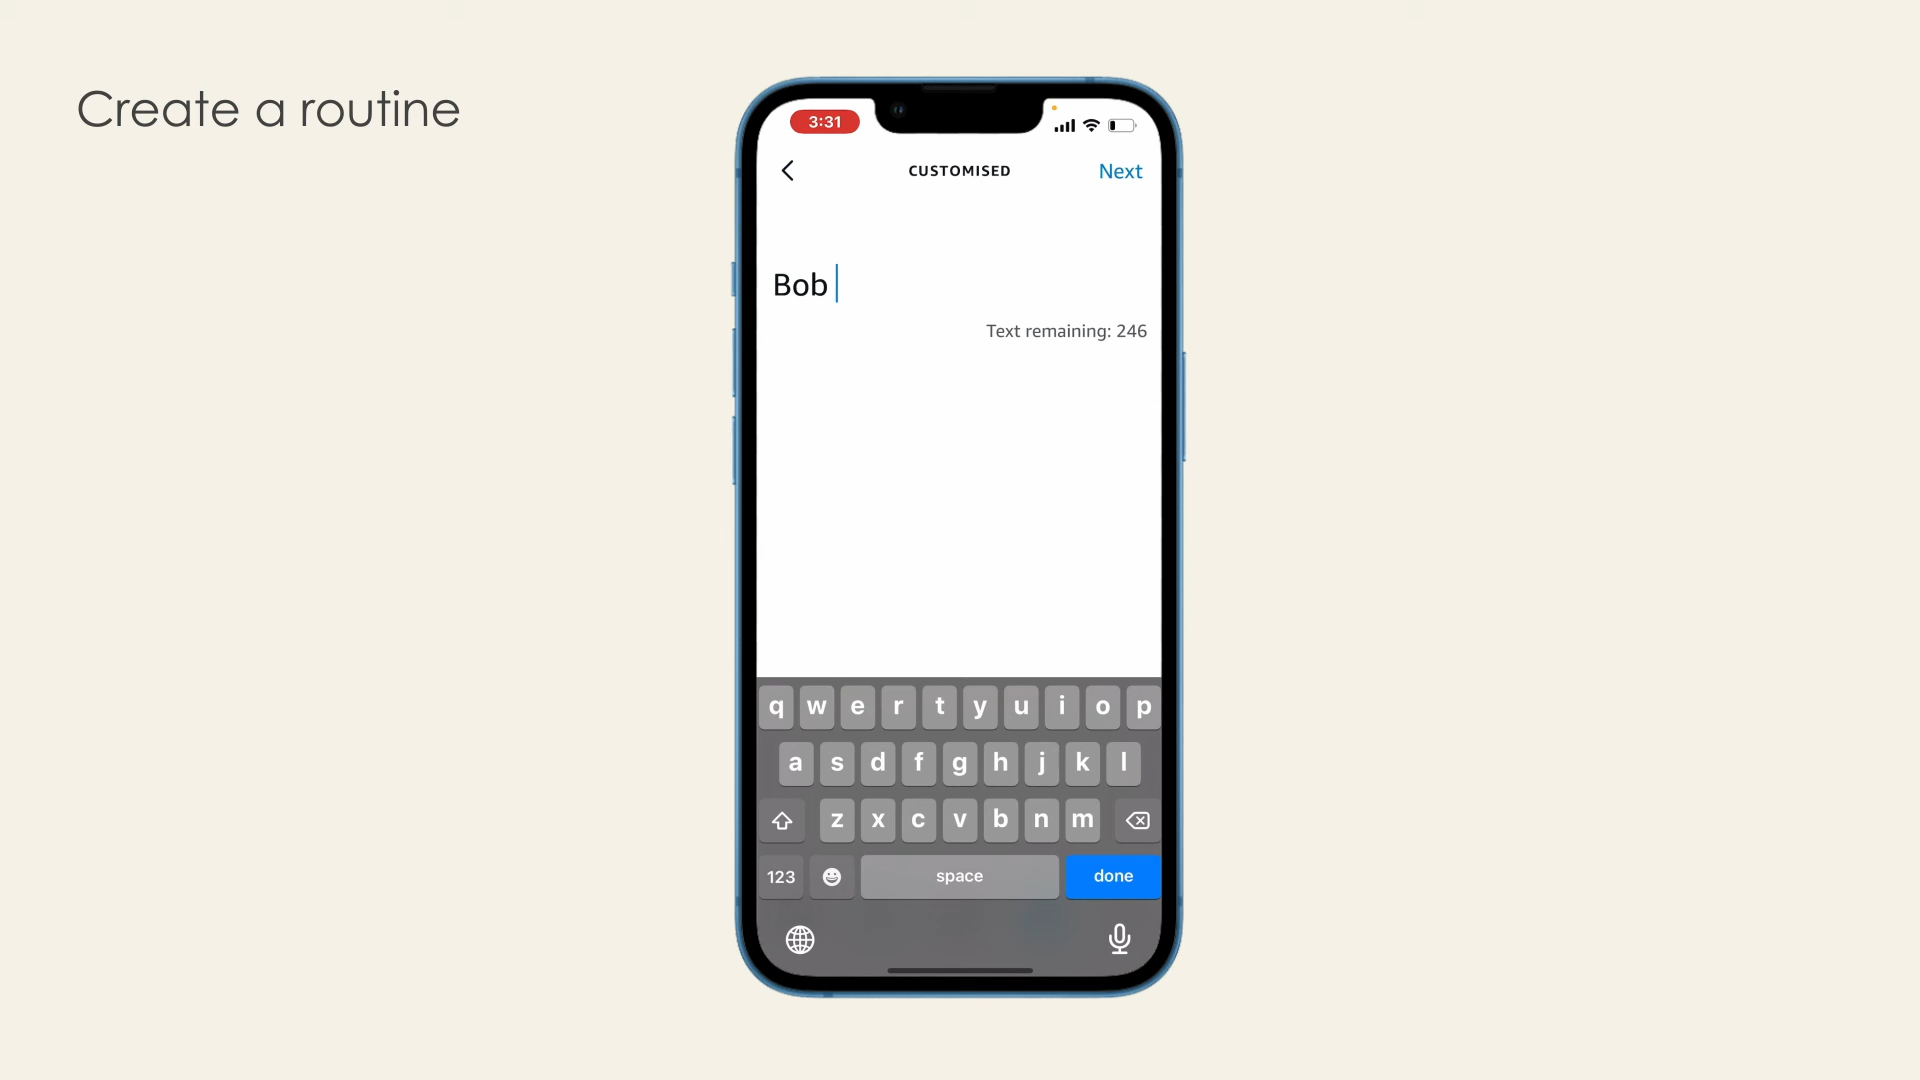 Create a routine
3:31
CUSTOMISED
Next
Bob
Text remaining: 246
q w e r t y u i o p
a s d f g h j k l
z x c v b n m
123 space done